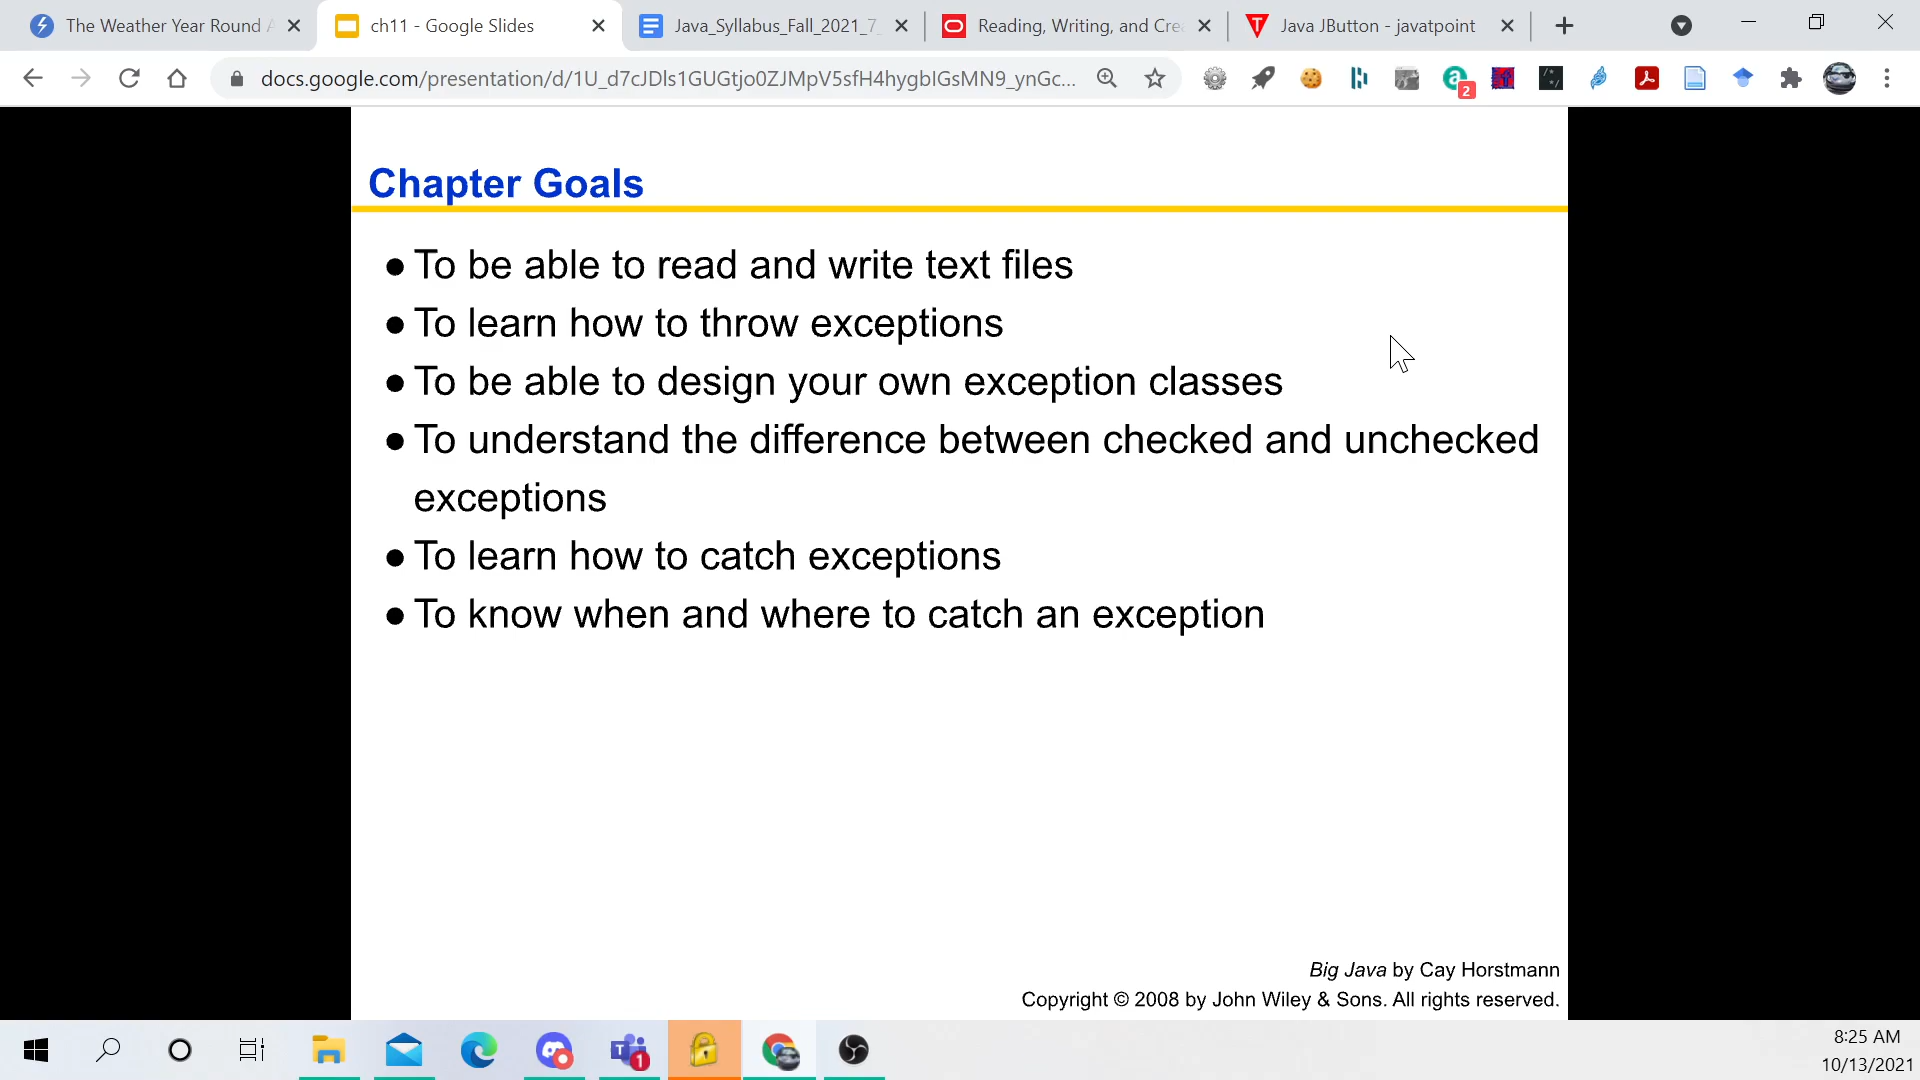 The Weather Year Round A
ch11 - Google Slides
Java_Syllabus_Fall_2021_7_
Reading, Writing, and Crea
Java JButton - javatpoint
docs.google.com/presentation/d/1U_d7cJDls1GUGtjo0ZJMpV5sfH4hygbIGsMN9_ynGc...
2
Chapter Goals
● To be able to read and write text files
● To learn how to throw exceptions
● To be able to design your own exception classes
● To understand the difference between checked and unchecked
exceptions
● To learn how to catch exceptions
● To know when and where to catch an exception
Big Java by Cay Horstmann
Copyright © 2008 by John Wiley & Sons. All rights reserved.
1
8:25 AM
10/13/2021